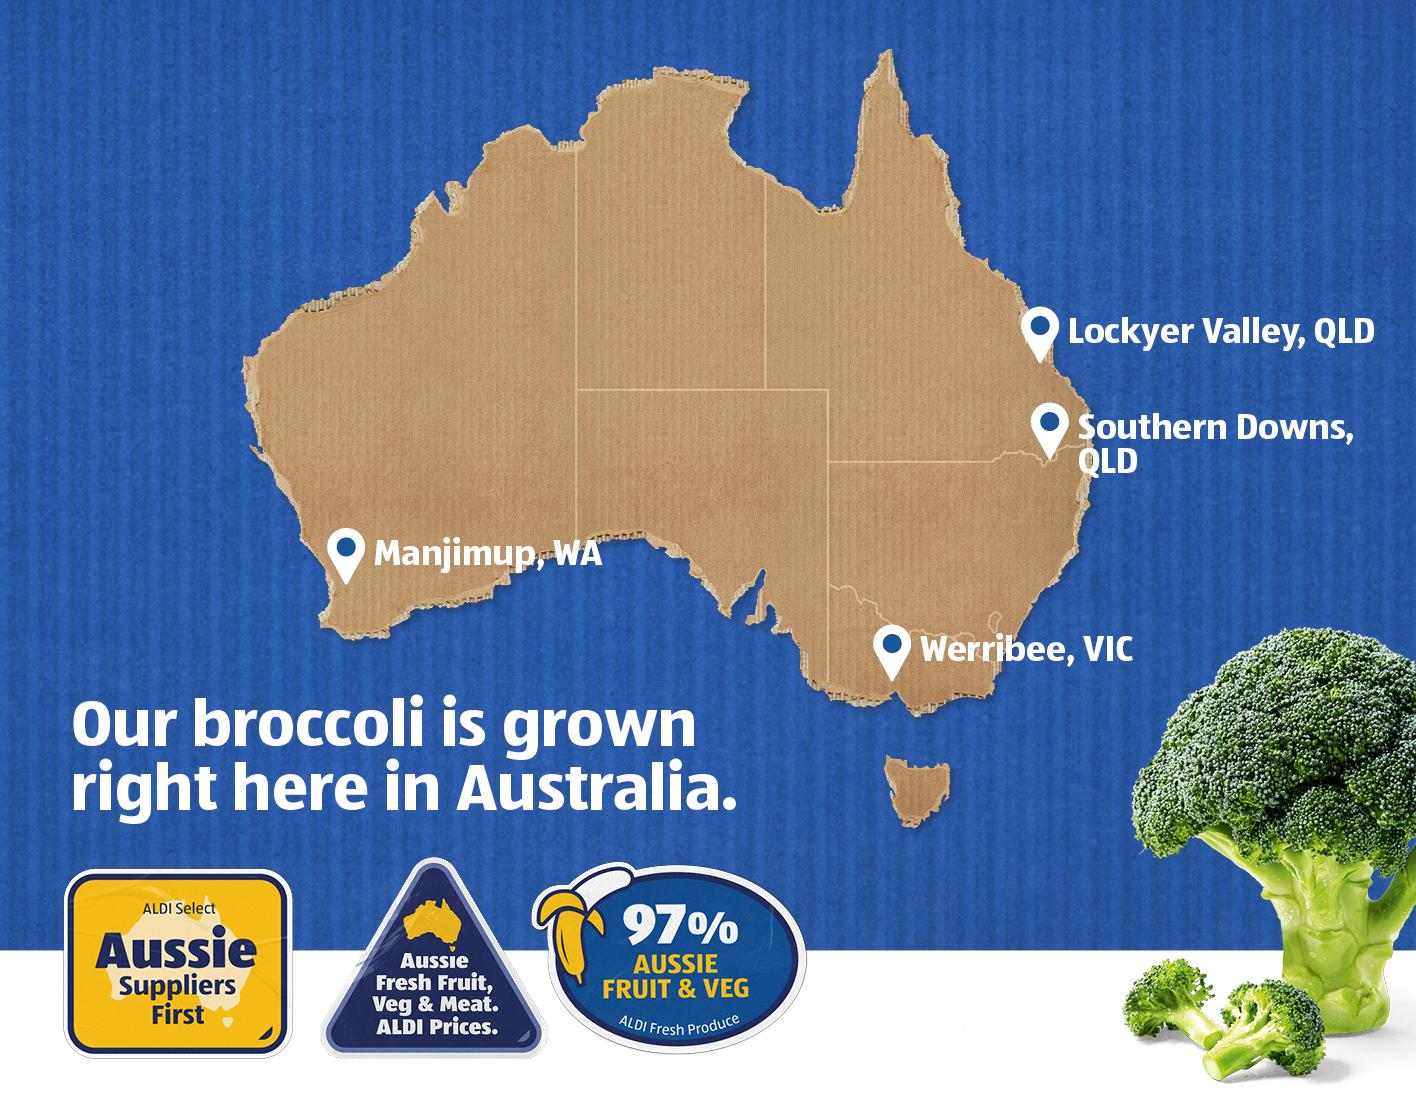 Lockyer Valley, QLD
Southern Downs,
QLD
Manjimup, WA
Werribee, VIC
Our broccoli is grown
right here in Australia.
ALDI Select
Aussie
Suppliers
First
Aussie
Fresh Fruit,
Veg & Meat.
ALDI Prices.
97%
AUSSIE
FRUIT & VEG
ALDI Fresh Produce